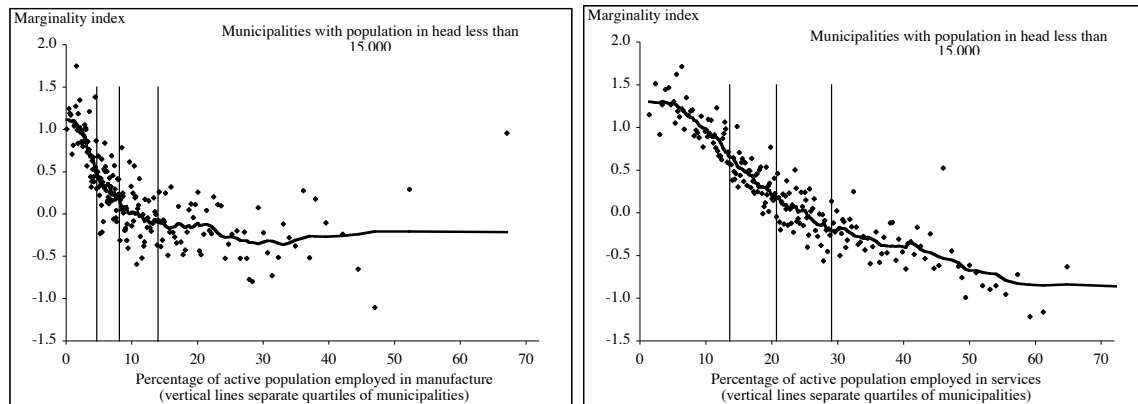 Marginality index
Municipalities with population in head less than
15.000
2.0
1.5
1.0
0.5
0.0
-0.5
-1.0
-1.5
0 10 20 30 40 50 60 70
Percentage of active population employed in manufacture
(vertical lines separate quartiles of municipalities)
Marginality index
Municipalities with population in head less than
15.000
2.0
1.5
1.0
0.5
0.0
-0.5
-1.0
-1.5
0 10 20 30 40 50 60 70
Percentage of active population employed in services
(vertical lines separate quartiles of municipalities)